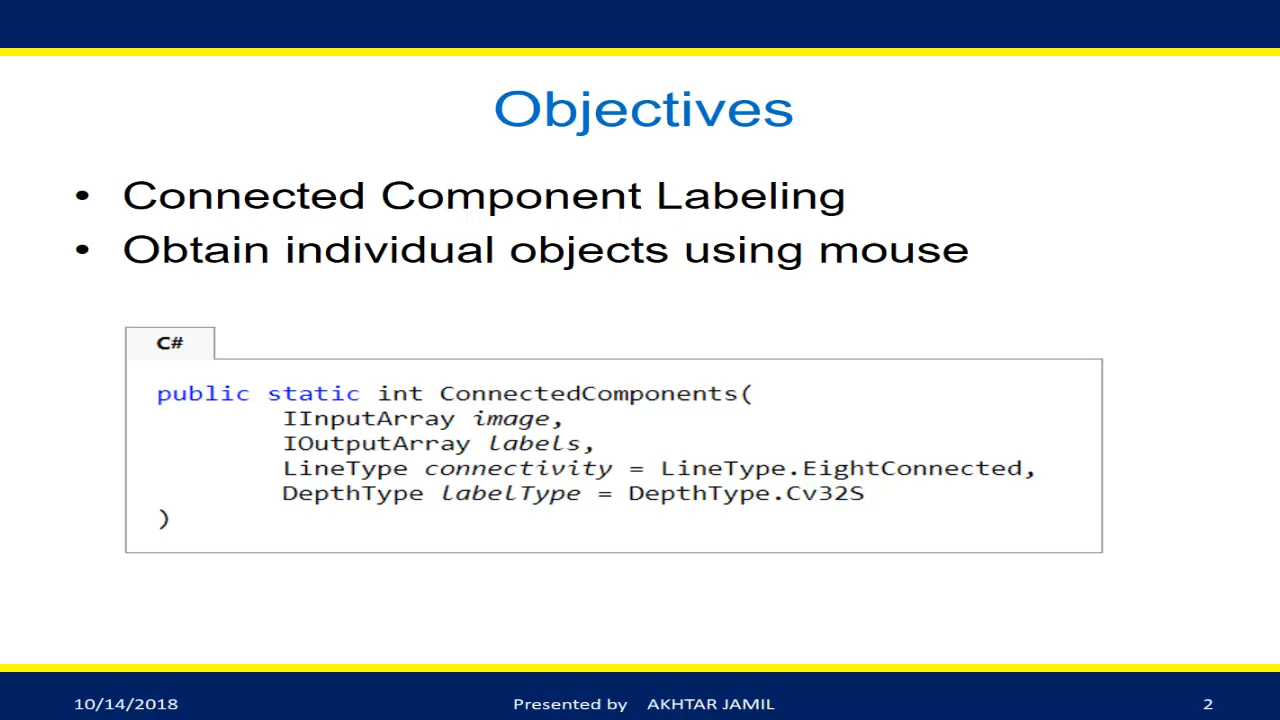 Objectives
• Connected Component Labeling
• Obtain individual objects using mouse
C#
public static int ConnectedComponents(
IInputArray image,
IOutputArray labels,
LineType connectivity = LineType.EightConnected,
DepthType labelType = DepthType.Cv32S
)
10/14/2018 Presented by AKHTAR JAMIL 2